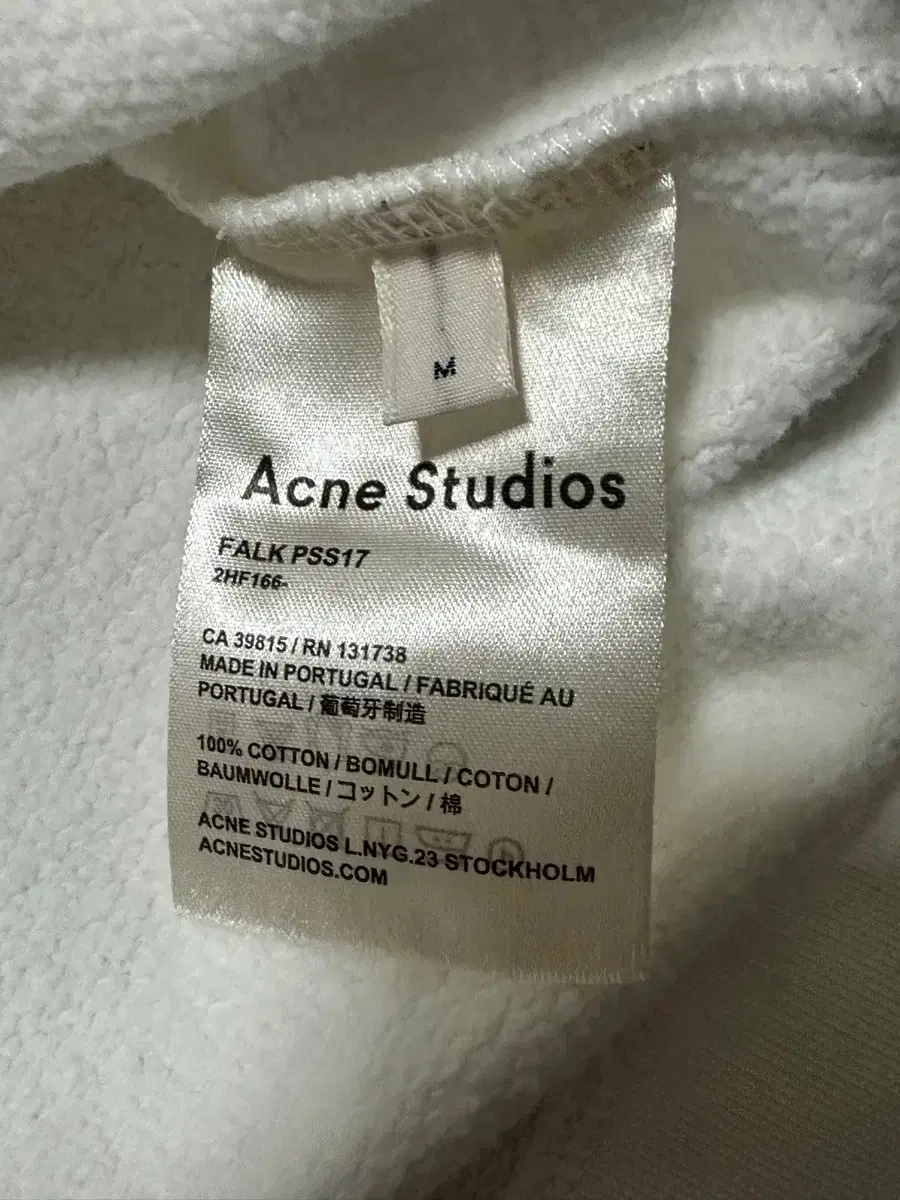 M
Acne Studios
FALK PSS17
2HF166-
CA 39815 / RN 131738
MADE IN PORTUGAL / FABRIQUÉ AU
PORTUGAL / 葡萄牙制造
100% COTTON / BOMULL / COTON /
BAUMWOLLE / コットン / 棉
ACNE STUDIOS L.NYG.23 STOCKHOLM
ACNESTUDIOS.COM